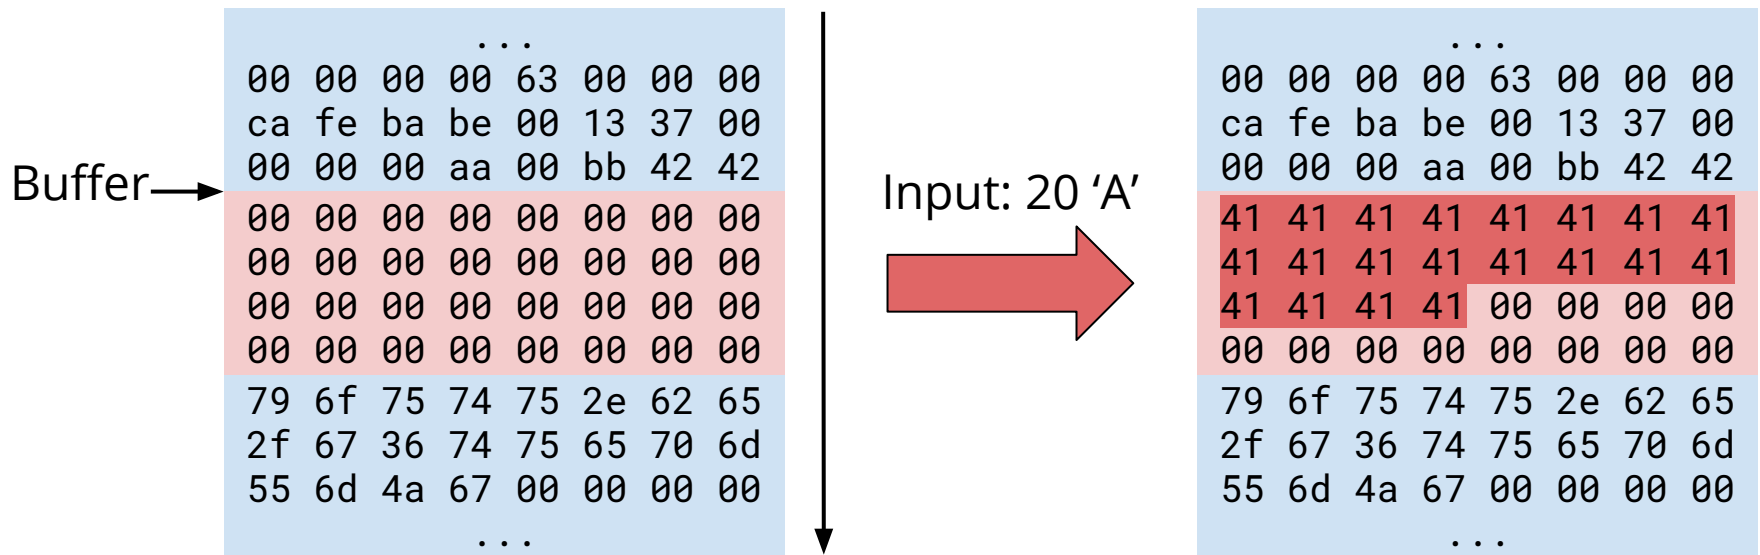 ...
00 00 00 00 63 00 00 00
ca fe ba be 00 13 37 00
00 00 00 aa 00 bb 42 42
Buffer
00 00 00 00 00 00 00 00
00 00 00 00 00 00 00 00
00 00 00 00 00 00 00 00
00 00 00 00 00 00 00 00
79 6f 75 74 75 2e 62 65
2f 67 36 74 75 65 70 6d
55 6d 4a 67 00 00 00 00
...
Input: 20 ‘A’
...
00 00 00 00 63 00 00 00
ca fe ba be 00 13 37 00
00 00 00 aa 00 bb 42 42
41 41 41 41 41 41 41 41
41 41 41 41 41 41 41 41
41 41 41 41 00 00 00 00
00 00 00 00 00 00 00 00
79 6f 75 74 75 2e 62 65
2f 67 36 74 75 65 70 6d
55 6d 4a 67 00 00 00 00
...